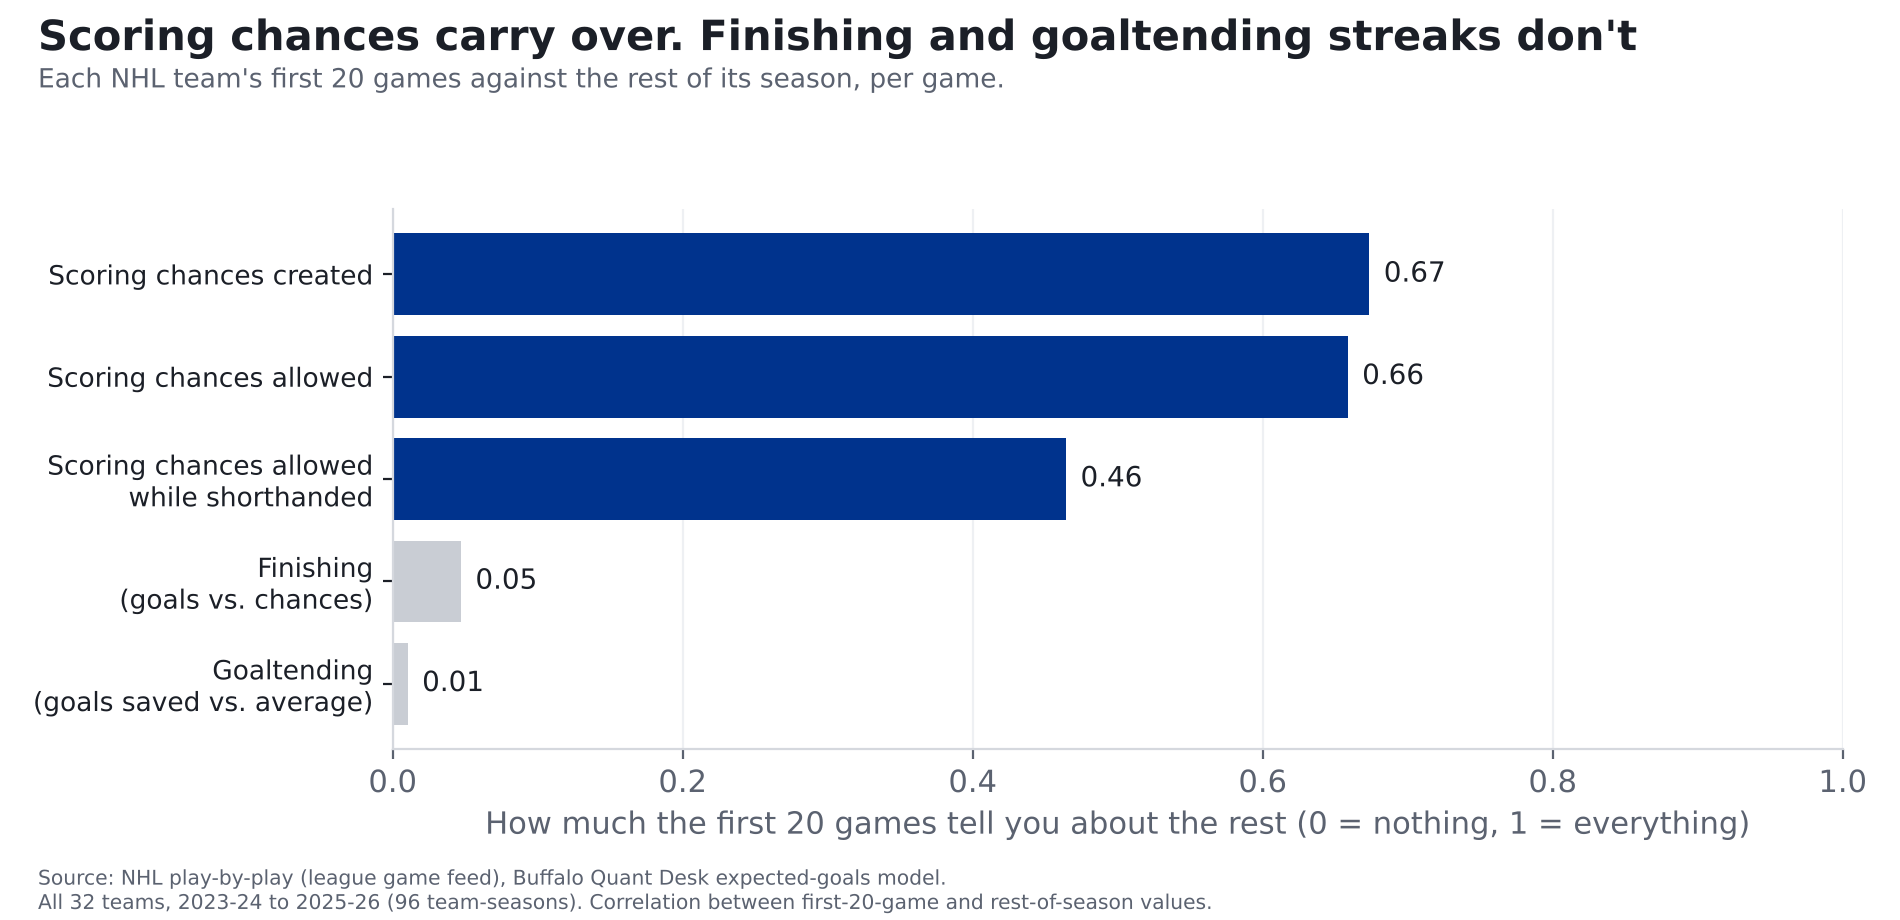 Scoring chances carry over. Finishing and goaltending streaks don't
Each NHL team's first 20 games against the rest of its season, per game.
Scoring chances created
0.67
Scoring chances allowed
0.66
Scoring chances allowed
while shorthanded
0.46
Finishing
(goals vs. chances)
0.05
Goaltending
(goals saved vs. average)
0.01
0.0 0.2 0.4 0.6 0.8 1.0
How much the first 20 games tell you about the rest (0 = nothing, 1 = everything)
Source: NHL play-by-play (league game feed), Buffalo Quant Desk expected-goals model.
All 32 teams, 2023-24 to 2025-26 (96 team-seasons). Correlation between first-20-game and rest-of-season values.